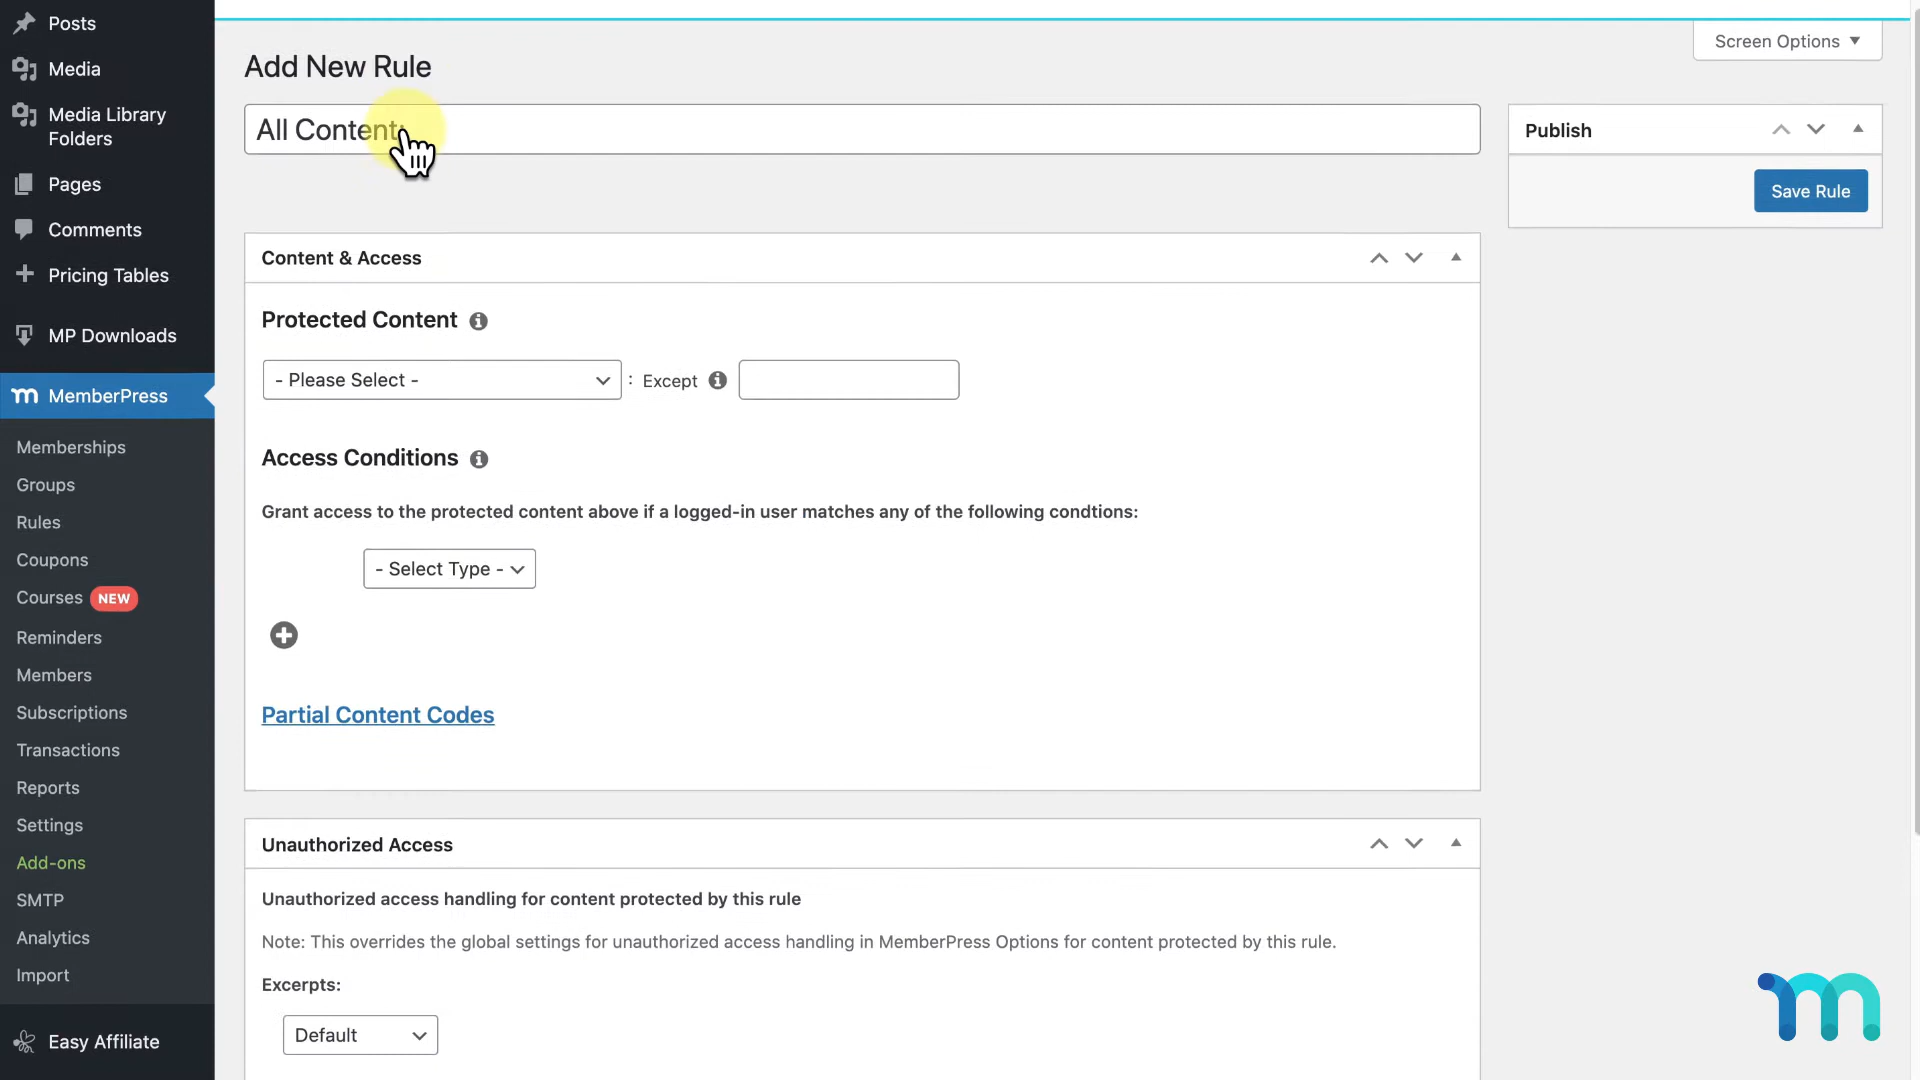 Posts
Media
Media Library
Folders
Pages
Comments
Pricing Tables
MP Downloads
MemberPress
Memberships
Groups
Rules
Coupons
Courses NEW
Reminders
Members
Subscriptions
Transactions
Reports
Settings
Add-ons
SMTP
Analytics
Import
Easy Affiliate
Screen Options
Add New Rule
All Content:
Publish
Save Rule
Content & Access
Protected Content
- Please Select - : Except
Access Conditions
Grant access to the protected content above if a logged-in user matches any of the following condtions:
- Select Type -
Partial Content Codes
Unauthorized Access
Unauthorized access handling for content protected by this rule
Note: This overrides the global settings for unauthorized access handling in MemberPress Options for content protected by this rule.
Excerpts:
Default